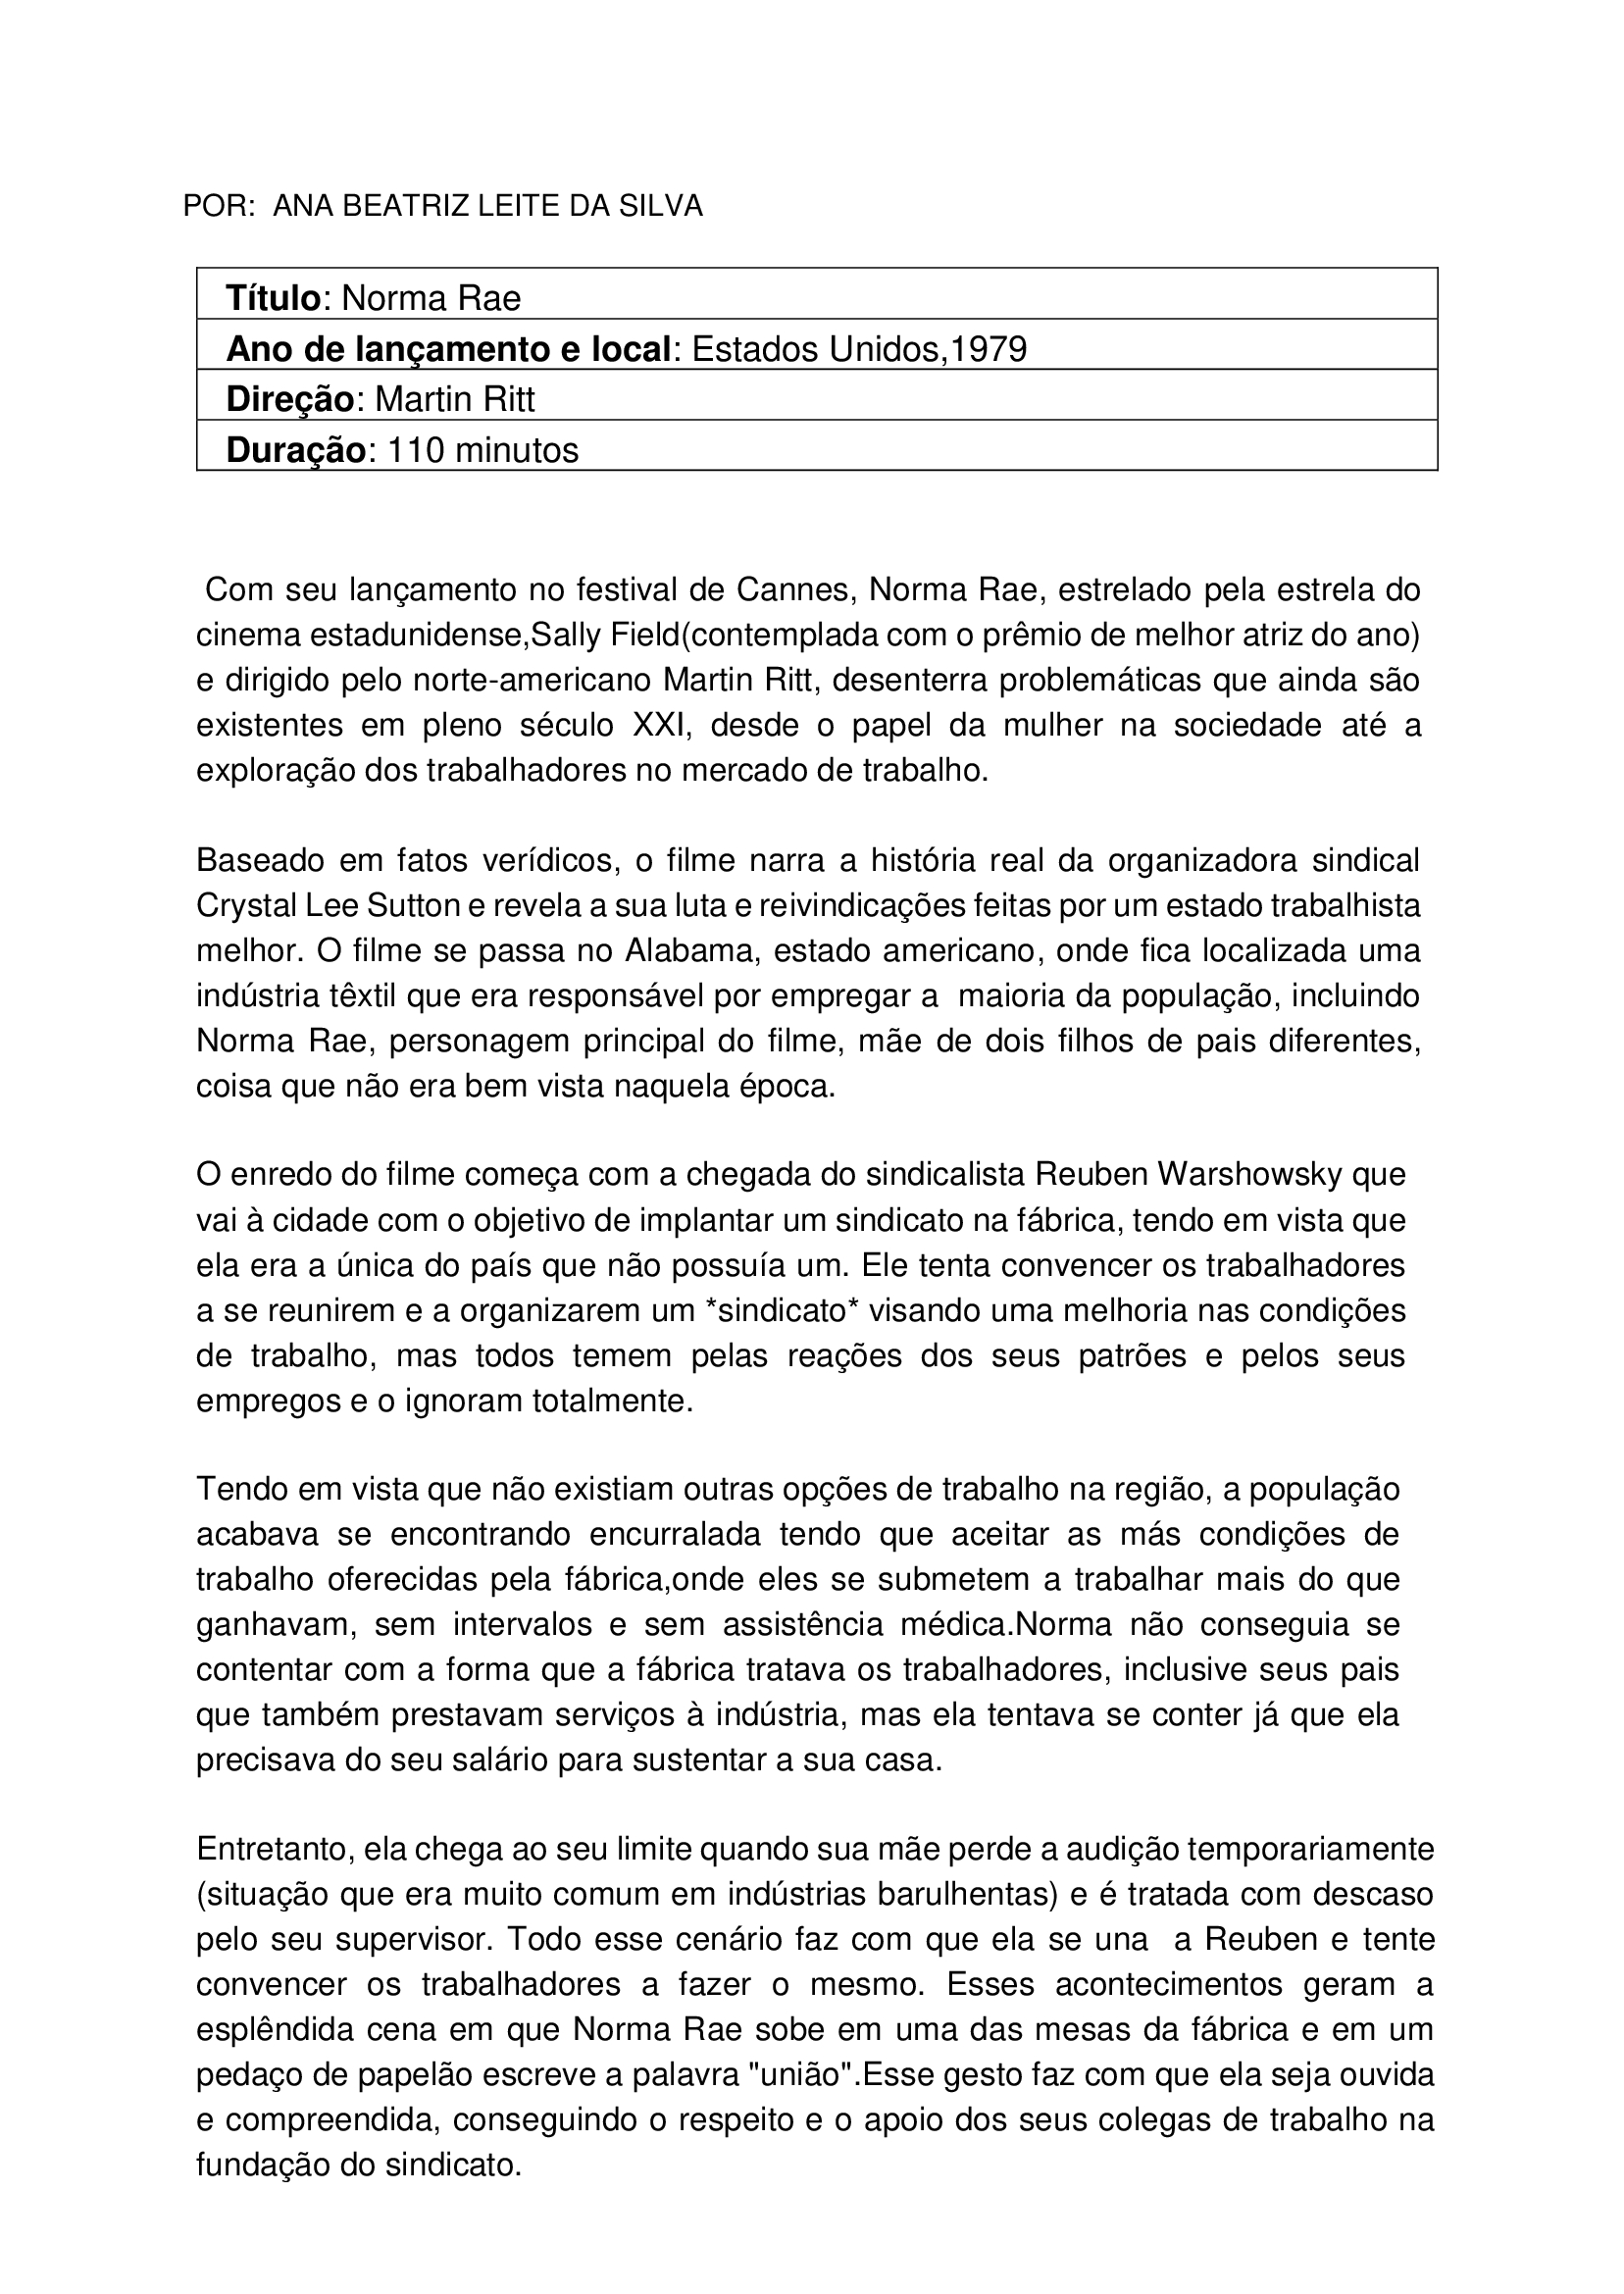 POR:  ANA BEATRIZ LEITE DA SILVA
Título: Norma Rae
Ano de lançamento e local: Estados Unidos,1979
Direção: Martin Ritt
Duração: 110 minutos
Com seu lançamento no festival de Cannes, Norma Rae, estrelado pela estrela do
cinema estadunidense,Sally Field(contemplada com o prêmio de melhor atriz do ano)
e dirigido pelo norte-americano Martin Ritt, desenterra problemáticas que ainda são
existentes em pleno século XXI, desde o papel da mulher na sociedade até a
exploração dos trabalhadores no mercado de trabalho.
Baseado em fatos verídicos, o filme narra a história real da organizadora sindical
Crystal Lee Sutton e revela a sua luta e reivindicações feitas por um estado trabalhista
melhor. O filme se passa no Alabama, estado americano, onde fica localizada uma
indústria têxtil que era responsável por empregar a  maioria da população, incluindo
Norma Rae, personagem principal do filme, mãe de dois filhos de pais diferentes,
coisa que não era bem vista naquela época.
O enredo do filme começa com a chegada do sindicalista Reuben Warshowsky que
vai à cidade com o objetivo de implantar um sindicato na fábrica, tendo em vista que
ela era a única do país que não possuía um. Ele tenta convencer os trabalhadores
a se reunirem e a organizarem um *sindicato* visando uma melhoria nas condições
de trabalho, mas todos temem pelas reações dos seus patrões e pelos seus
empregos e o ignoram totalmente.
Tendo em vista que não existiam outras opções de trabalho na região, a população
acabava se encontrando encurralada tendo que aceitar as más condições de
trabalho oferecidas pela fábrica,onde eles se submetem a trabalhar mais do que
ganhavam, sem intervalos e sem assistência médica.Norma não conseguia se
contentar com a forma que a fábrica tratava os trabalhadores, inclusive seus pais
que também prestavam serviços à indústria, mas ela tentava se conter já que ela
precisava do seu salário para sustentar a sua casa.
Entretanto, ela chega ao seu limite quando sua mãe perde a audição temporariamente
(situação que era muito comum em indústrias barulhentas) e é tratada com descaso
pelo seu supervisor. Todo esse cenário faz com que ela se una  a Reuben e tente
convencer os trabalhadores a fazer o mesmo. Esses acontecimentos geram a
esplêndida cena em que Norma Rae sobe em uma das mesas da fábrica e em um
pedaço de papelão escreve a palavra "união".Esse gesto faz com que ela seja ouvida
e compreendida, conseguindo o respeito e o apoio dos seus colegas de trabalho na
fundação do sindicato.